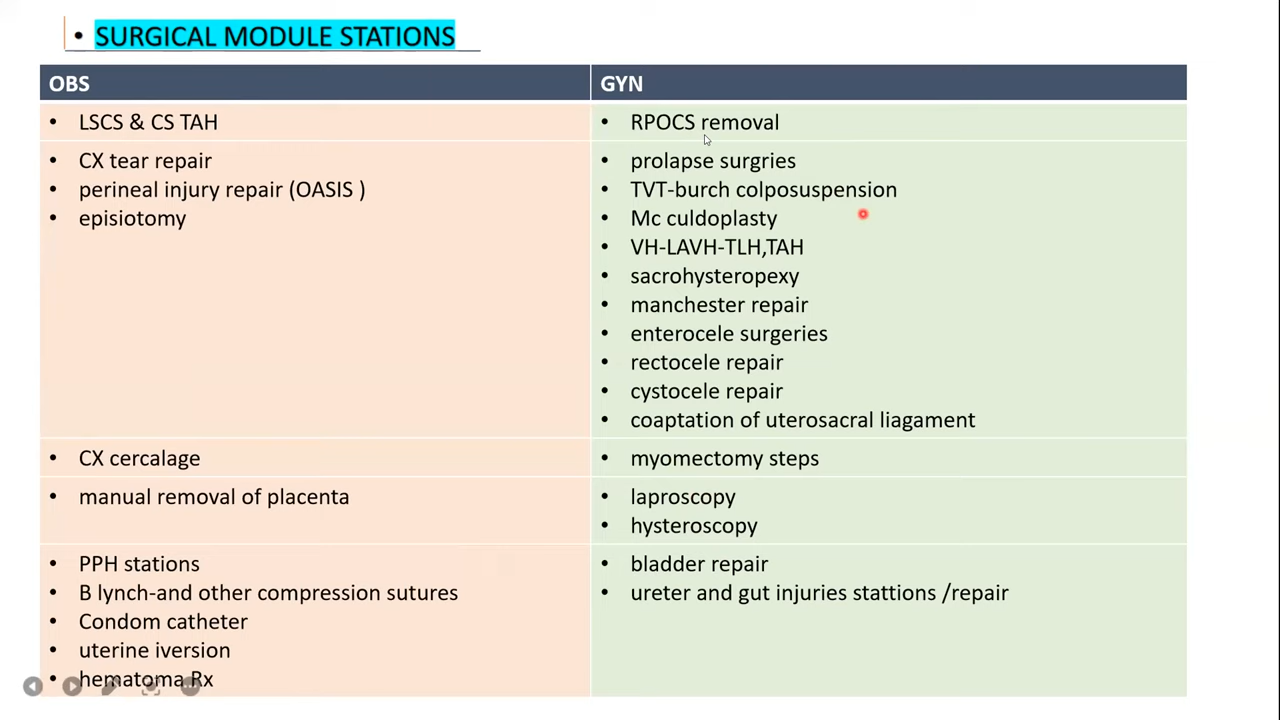 SURGICAL MODULE STATIONS
OBS
GYN
LSCS & CS TAH
RPOCS removal
CX tear repair
perineal injury repair (OASIS )
episiotomy
prolapse surgries
TVT-burch colposuspension
Mc culdoplasty
VH-LAVH-TLH,TAH
sacrohysteropexy
manchester repair
enterocele surgeries
rectocele repair
cystocele repair
coaptation of uterosacral liagament
CX cercalage
myomectomy steps
manual removal of placenta
laproscopy
hysteroscopy
PPH stations
B lynch-and other compression sutures
Condom catheter
uterine iversion
hematoma Rx
bladder repair
ureter and gut injuries stattions /repair